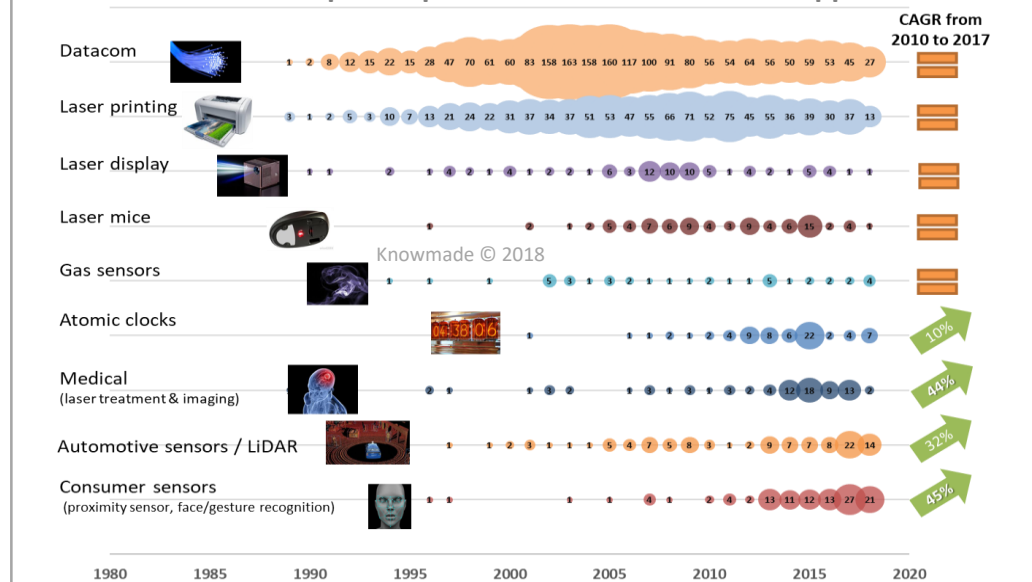 CAGR from
2010 to 2017
Datacom
1 2 8 12 15 22 15 28 47 70 61 60 83 158 163 158 160 117 100 91 80 56 54 64 56 50 59 53 45 27
Laser printing
3 1 2 5 3 10 7 13 21 24 22 31 37 34 37 51 53 47 55 66 71 52 75 45 55 36 39 30 37 13
Laser display
1 1 2 1 4 2 1 4 1 2 2 1 6 3 12 10 10 5 1 4 2 1 5 4 1 1
Laser mice
1 2 1 2 5 4 7 6 9 4 3 9 4 6 15 2 4 1
Knowmade © 2018
Gas sensors
1 1 1 5 3 1 3 2 1 1 1 2 1 1 5 1 2 2 2 4
Atomic clocks
04:38:06
1 1 1 2 1 2 4 9 8 6 22 2 4 7
10%
Medical
(laser treatment & imaging)
2 1 1 3 2 1 3 1 3 1 3 2 4 12 18 9 13 2
44%
Automotive sensors / LiDAR
1 1 2 3 1 1 1 5 4 7 5 8 3 1 2 9 7 7 8 22 14
32%
Consumer sensors
(proximity sensor, face/gesture recognition)
1 1 1 1 4 1 2 4 2 13 11 12 13 27 21
45%
1980 1985 1990 1995 2000 2005 2010 2015 2020